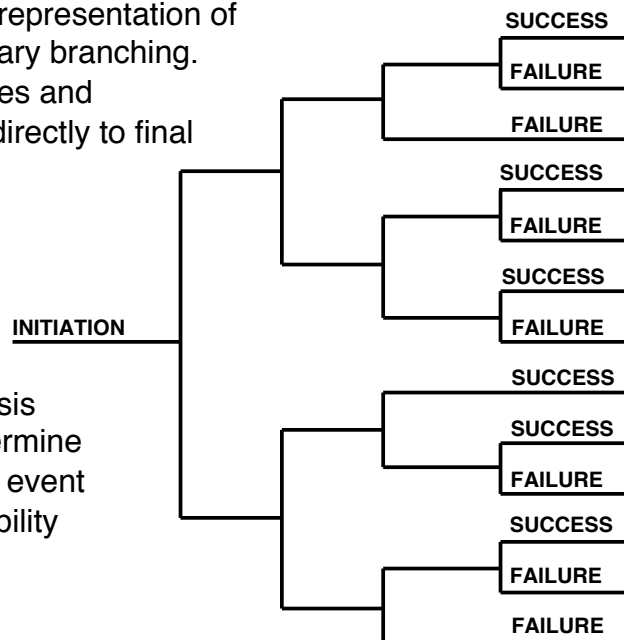 representation of
ary branching.
es and
directly to final
SUCCESS
FAILURE
FAILURE
SUCCESS
FAILURE
SUCCESS
FAILURE
INITIATION
SUCCESS
SUCCESS
FAILURE
SUCCESS
FAILURE
FAILURE
sis
ermine
event
bility